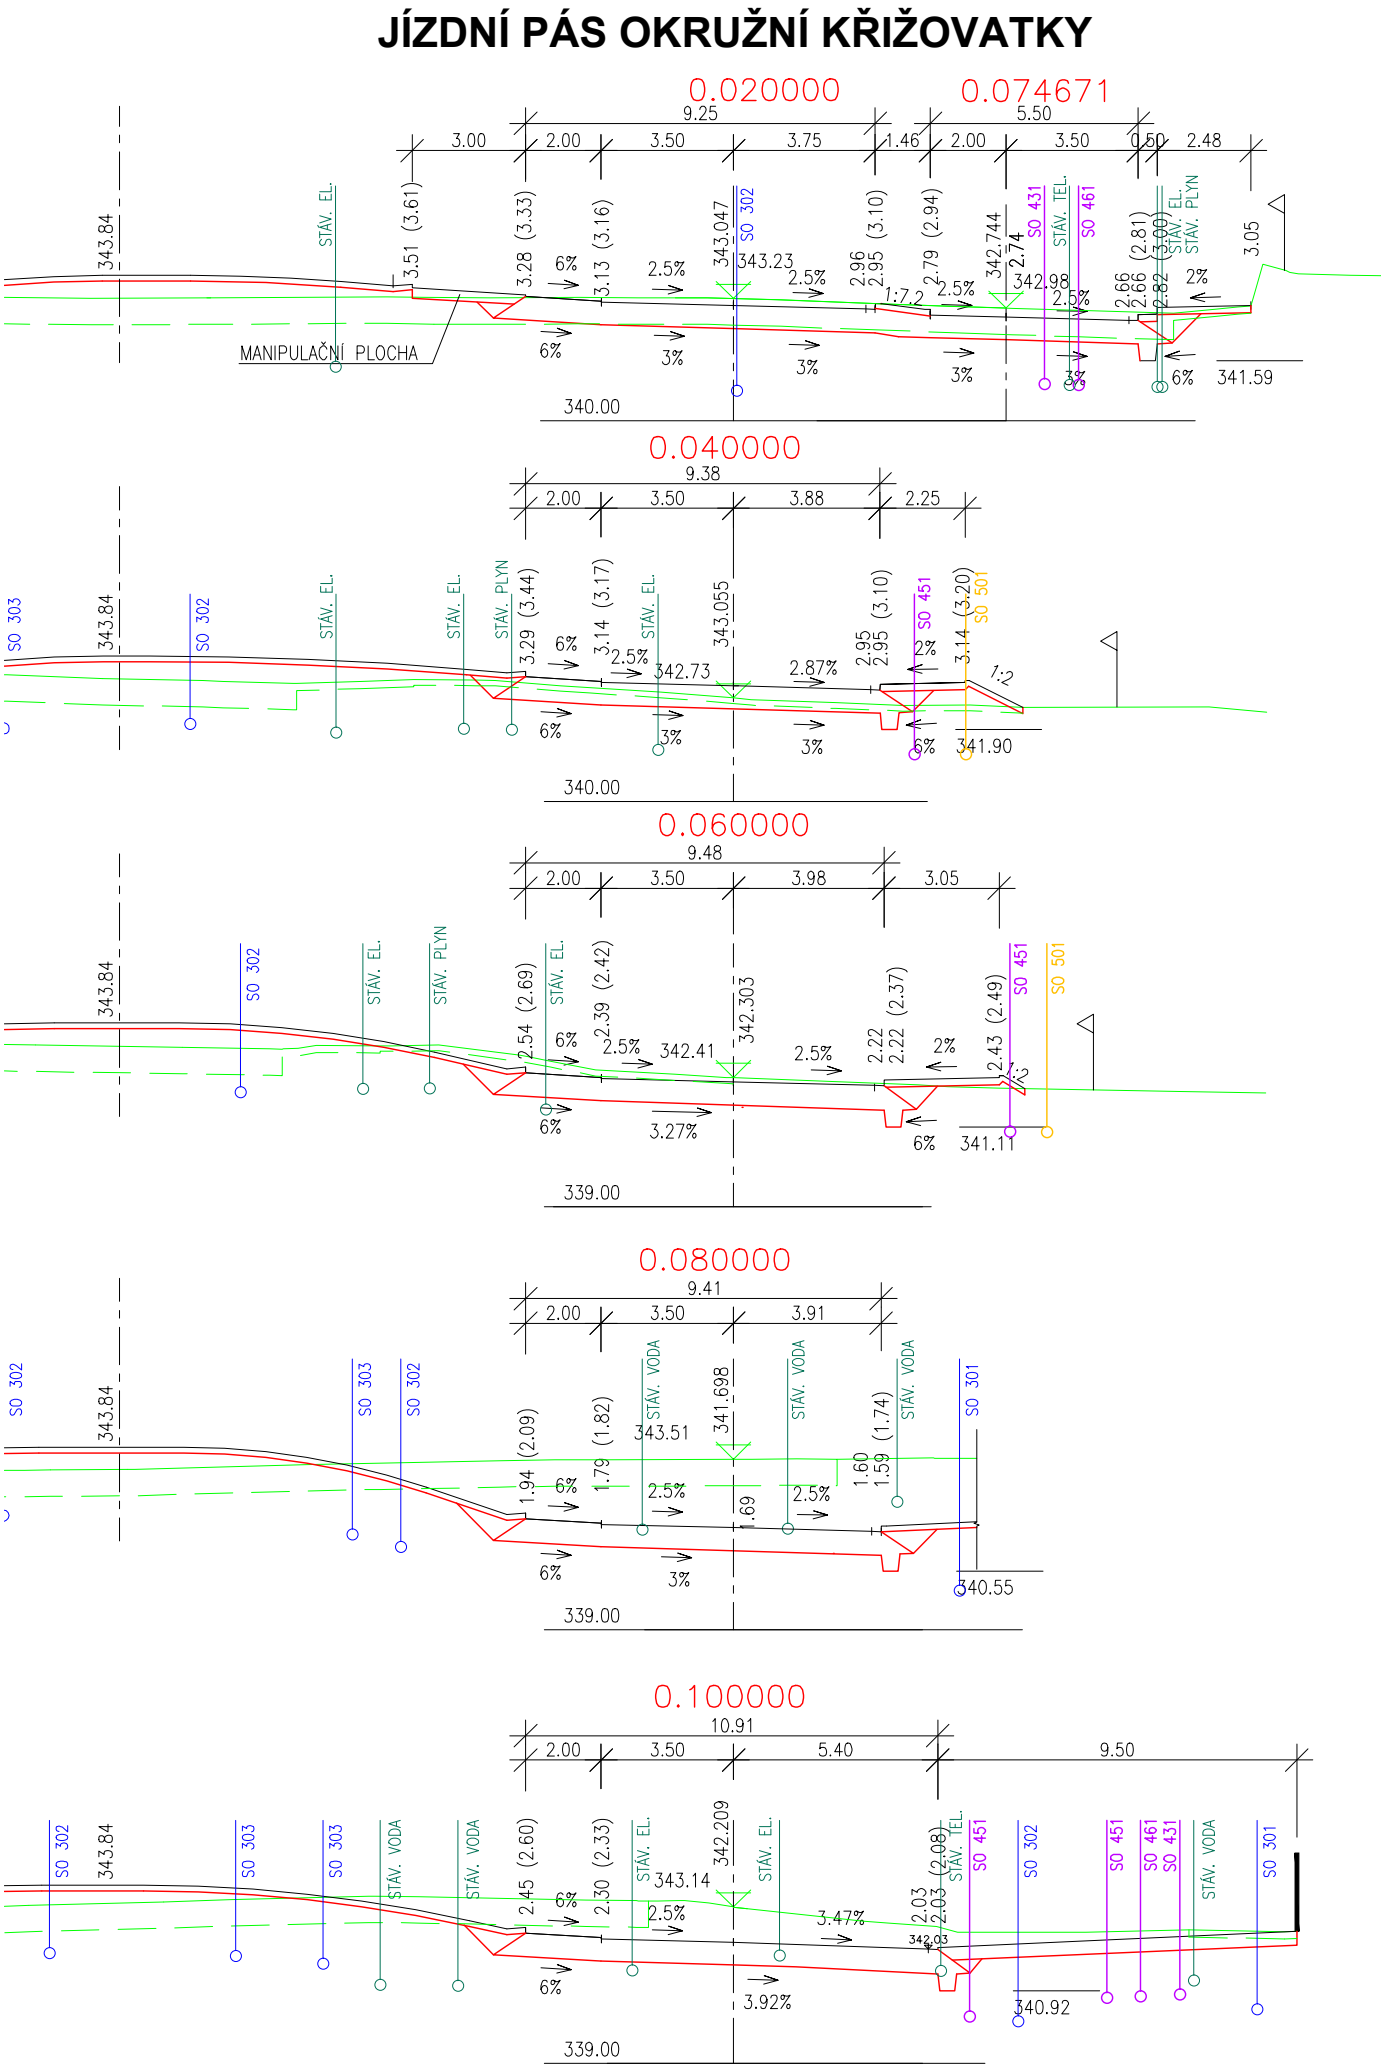 JÍZDNÍ PÁS OKRUŽNÍ KŘIŽOVATKY
0.020000 0.074671
9.25 5.50
3.00 2.00 3.50 3.75 1.46 2.00 3.50 0.50 2.48
343.84
STÁV. EL.
3.51 (3.61)
3.28 (3.33)
3.13 (3.16)
343.047
SO 302
343.23
2.96
2.95 (3.10)
2.79 (2.94)
342.744
2.74
342.98
SO 431
STÁV. TEL.
SO 461
2.66
2.66 (2.81)
2.82 (3.00)
STÁV. EL.
STÁV. PLYN
3.05
6% 2.5% 2.5% 1:7.2 2.5% 2.5% 2%
MANIPULAČNÍ PLOCHA
6% 3% 3% 3% 3% 6%
341.59
340.00
0.040000
9.38
2.00 3.50 3.88 2.25
SO 303
343.84
SO 302
STÁV. EL.
STÁV. EL.
STÁV. PLYN
3.29 (3.44)
3.14 (3.17)
STÁV. EL.
343.055
2.95
2.95 (3.10)
SO 451
3.14 (3.20)
SO 501
6% 2.5% 342.73 2.87% 2% 1:2
6% 3% 3% 6%
341.90
340.00
0.060000
9.48
2.00 3.50 3.98 3.05
343.84
SO 302
STÁV. EL.
STÁV. PLYN
2.54 (2.69)
STÁV. EL.
2.39 (2.42)
342.303
2.22
2.22 (2.37)
2.43 (2.49)
SO 451
SO 501
6% 2.5% 342.41 2.5% 2% 1:2
6% 3.27% 6%
341.11
339.00
0.080000
9.41
2.00 3.50 3.91
SO 302
343.84
SO 303
SO 302
1.94 (2.09)
1.79 (1.82)
STÁV. VODA
341.698
1.69
STÁV. VODA
1.60
1.59 (1.74)
STÁV. VODA
SO 301
343.51
6% 2.5% 2.5%
6% 3%
340.55
339.00
0.100000
10.91
2.00 3.50 5.40 9.50
SO 302
343.84
SO 303
SO 303
STÁV. VODA
STÁV. VODA
2.45 (2.60)
2.30 (2.33)
STÁV. EL.
342.209
STÁV. EL.
2.03
2.03 (2.08)
STÁV. TEL.
SO 451
SO 302
SO 451
SO 461
SO 431
STÁV. VODA
SO 301
343.14
6% 2.5% 3.47%
342.03
6% 3.92%
340.92
339.00